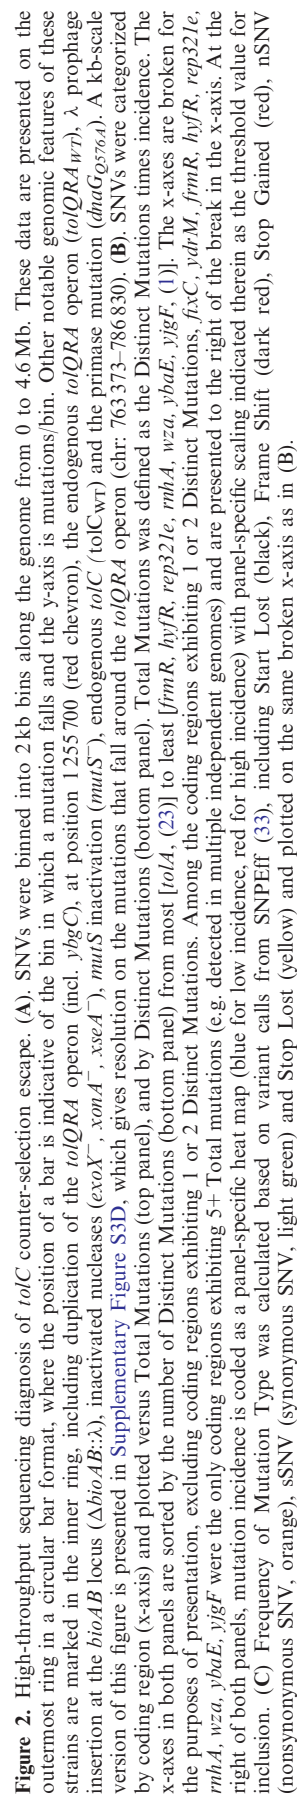 Figure 2. High-throughput sequencing diagnosis of tolC counter-selection escape. (A). SNVs were binned into 2 kb bins along the genome from 0 to 4.6 Mb. These data are presented on the
outermost ring in a circular bar format, where the position of a bar is indicative of the bin in which a mutation falls and the y-axis is mutations/bin. Other notable genomic features of these
strains are marked in the inner ring, including duplication of the tolQRA operon (incl. ybgC), at position 1 255 700 (red chevron), the endogenous tolQRA operon (tolQRA_WT), λ prophage
insertion at the bioAB locus (ΔbioAB::λ), inactivated nucleases (exoX⁻, xonA⁻, xseA⁻), mutS inactivation (mutS⁻), endogenous tolC (tolC_WT) and the primase mutation (dnaG_Q576A). A kb-scale
version of this figure is presented in Supplementary Figure S3D, which gives resolution on the mutations that fall around the tolQRA operon (chr: 763 373–786 830). (B). SNVs were categorized
by coding region (x-axis) and plotted versus Total Mutations (top panel), and by Distinct Mutations (bottom panel). Total Mutations was defined as the Distinct Mutations times incidence. The
x-axes in both panels are sorted by the number of Distinct Mutations (bottom panel) from most [tolA, (23)] to least [frmR, hyfR, rep321e, rnhA, wza, ybaE, yjgF, (1)]. The x-axes are broken for
the purposes of presentation, excluding coding regions exhibiting 1 or 2 Distinct Mutations. Among the coding regions exhibiting 1 or 2 Distinct Mutations, fixC, ydrM, frmR, hyfR, rep321e,
rnhA, wza, ybaE, yjgF were the only coding regions exhibiting 5+ Total mutations (e.g. detected in multiple independent genomes) and are presented to the right of the break in the x-axis. At the
right of both panels, mutation incidence is coded as a panel-specific heat map (blue for low incidence, red for high incidence) with panel-specific scaling indicated therein as the threshold value for
inclusion. (C) Frequency of Mutation Type was calculated based on variant calls from SNPEff (33), including Start Lost (black), Frame Shift (dark red), Stop Gained (red), nSNV
(nonsynonymous SNV, orange), sSNV (synonymous SNV, light green) and Stop Lost (yellow) and plotted on the same broken x-axis as in (B).